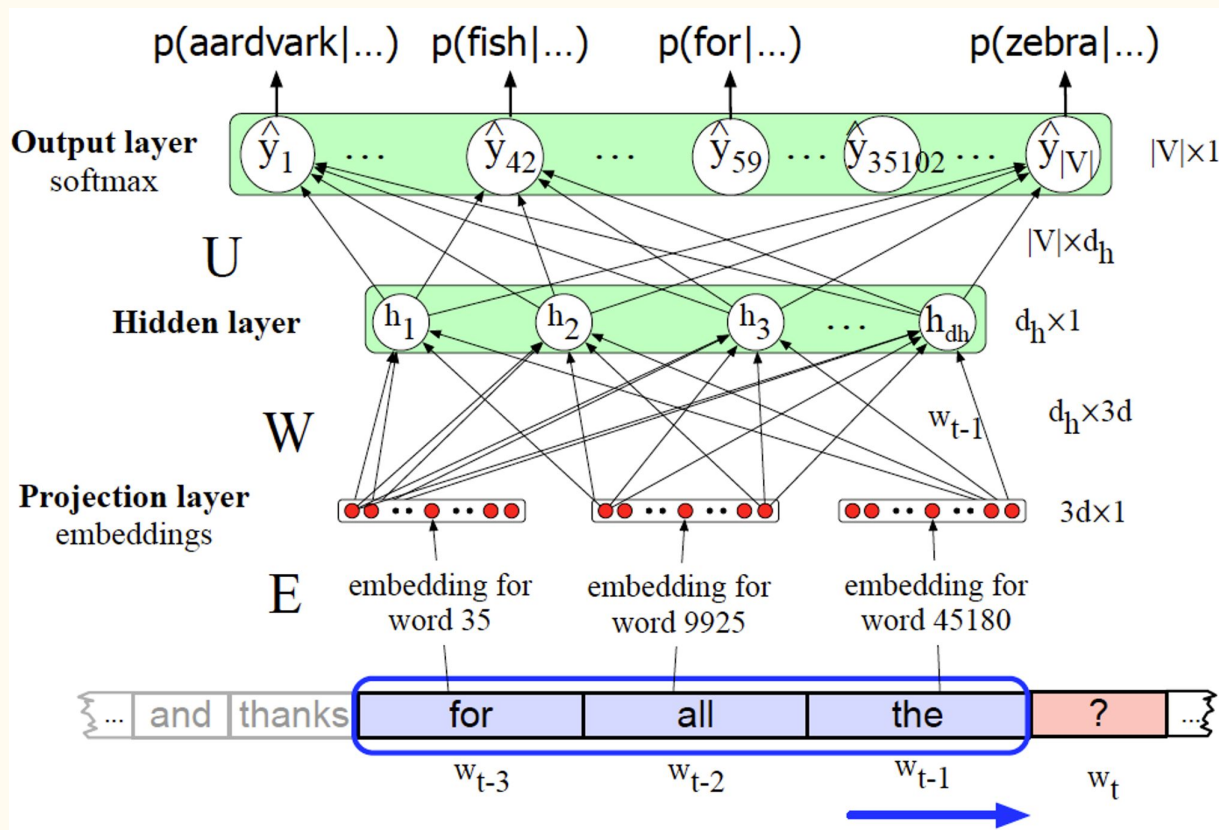 p(aardvark|...) p(fish|...) p(for|...) p(zebra|...)
Output layer
softmax
ŷ1 ... ŷ42 ... ŷ59 ... ŷ35102 ... ŷ|V| |V|×1
U |V|×dh
Hidden layer h1 h2 h3 ... hdh dh×1
W wt-1 dh×3d
Projection layer
embeddings
.. .. .. .. .. .. 3d×1
E
embedding for
word 35
embedding for
word 9925
embedding for
word 45180
... and thanks for all the ? ...
wt-3 wt-2 wt-1 wt